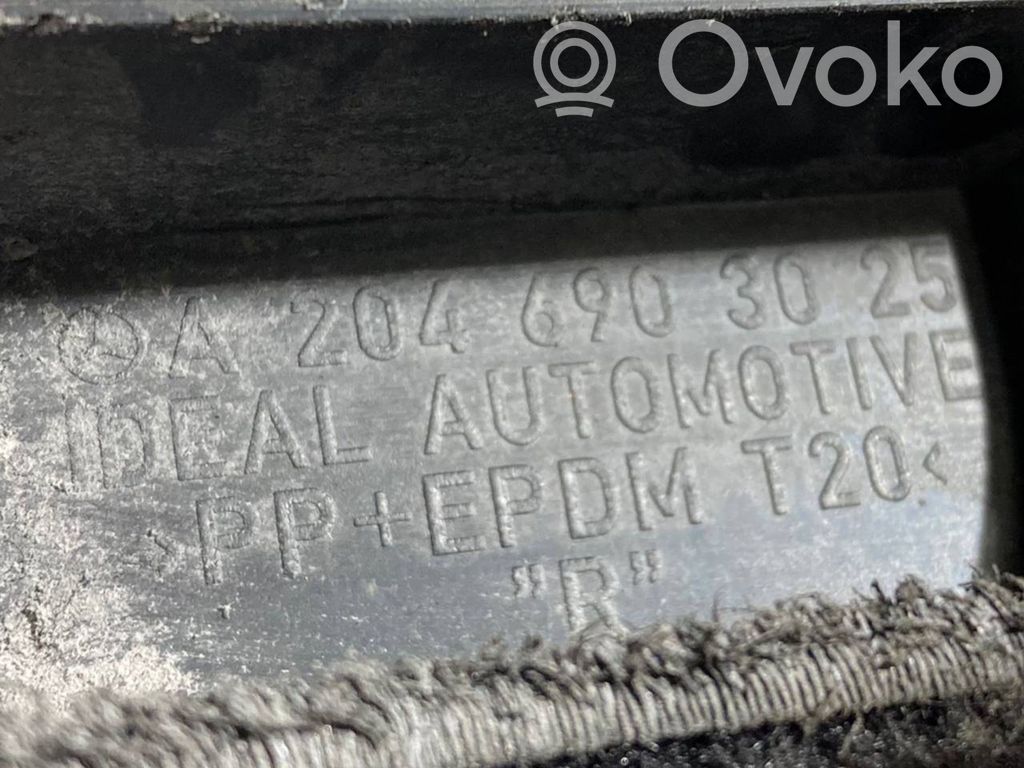 Ovoko
A 204 690 30 25
IDEAL AUTOMOTIVE
>PP+EPDM T20<
"R"